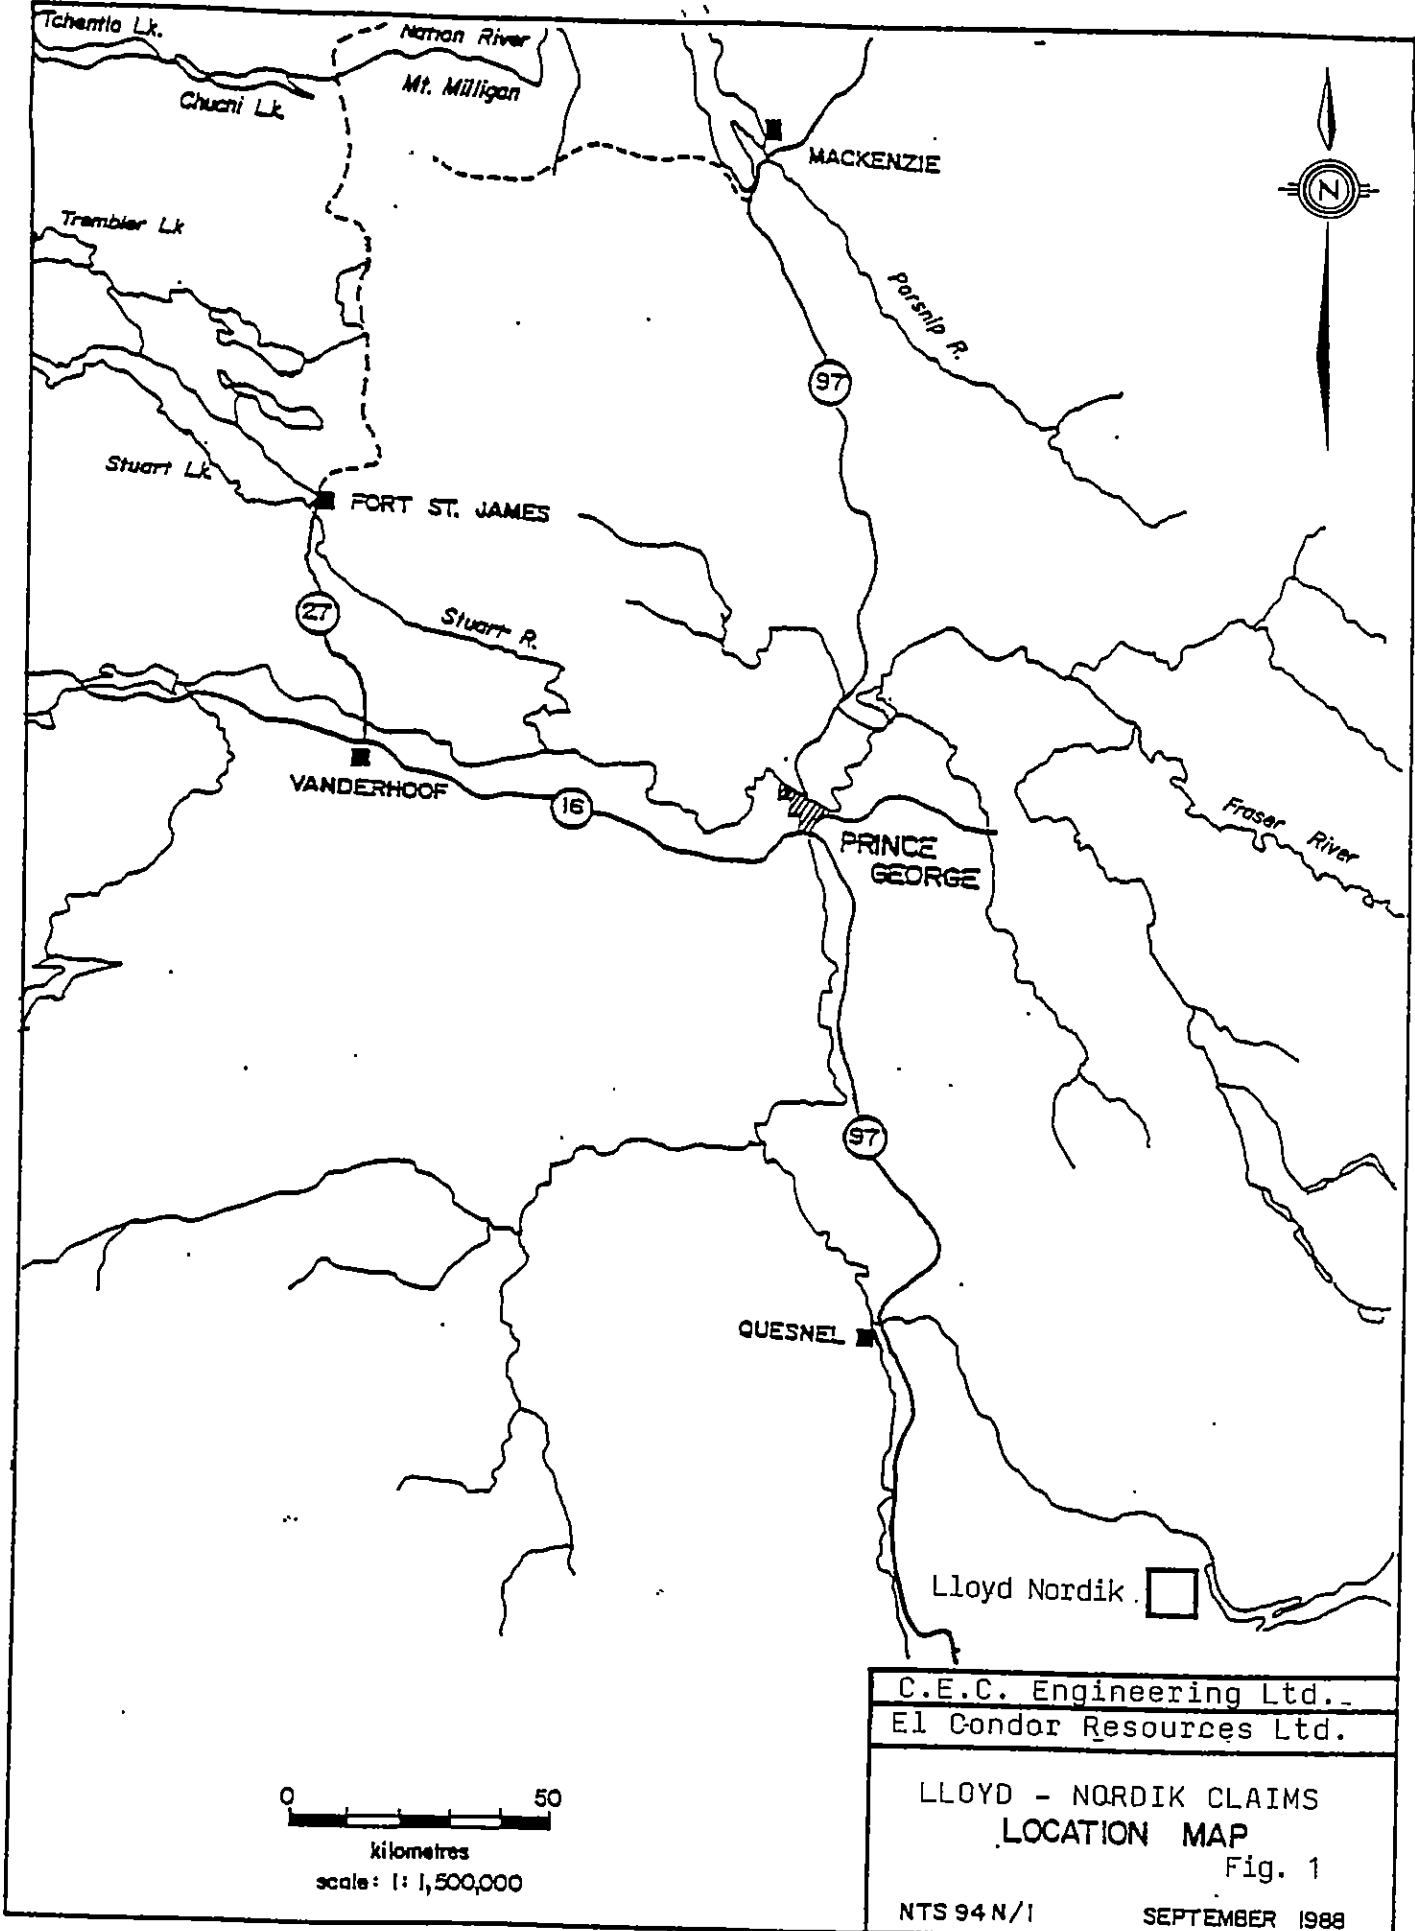 Tchentlo Lk.
Nation River
Chuchi Lk
Mt. Milligan
MACKENZIE
N
Trembler Lk
Parsnip R.
97
Stuart Lk
FORT ST. JAMES
27
Stuart R.
VANDERHOOF
16
PRINCE
GEORGE
Fraser River
97
QUESNEL
Lloyd Nordik
C.E.C. Engineering Ltd.
El Condor Resources Ltd.
LLOYD - NORDIK CLAIMS
LOCATION MAP
Fig. 1
NTS 94 N/1 SEPTEMBER 1988
0 50
kilometres
scale: 1: 1,500,000